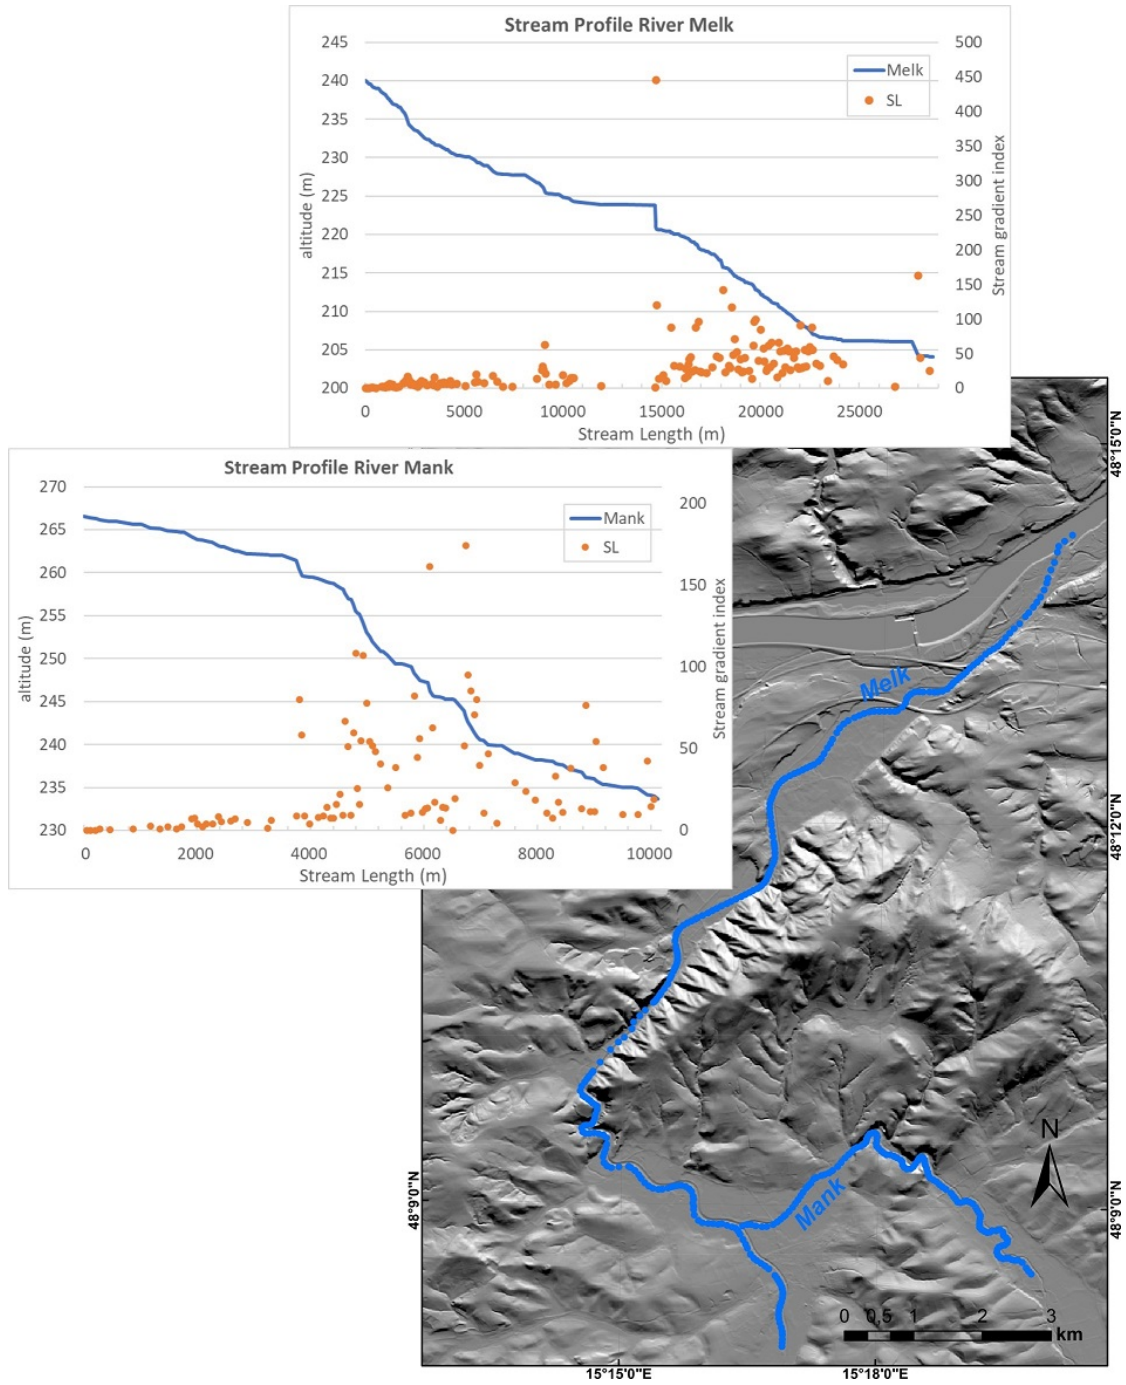 Stream Profile River Melk
245
240
235
230
225
220
215
210
205
200
altitude (m)
500
450
400
350
300
250
200
150
100
50
0
Stream gradient index
Melk
SL
0
5000
10000
15000
20000
25000
Stream Length (m)
Stream Profile River Mank
270
265
260
255
250
245
240
235
230
altitude (m)
200
150
100
50
0
Stream gradient index
Mank
SL
0
2000
4000
6000
8000
10000
Stream Length (m)
48°15'0"N
48°12'0"N
48°9'0"N
48°9'0"N
Melk
Mank
N
0 0,5 1 2 3
km
15°15'0"E
15°18'0"E